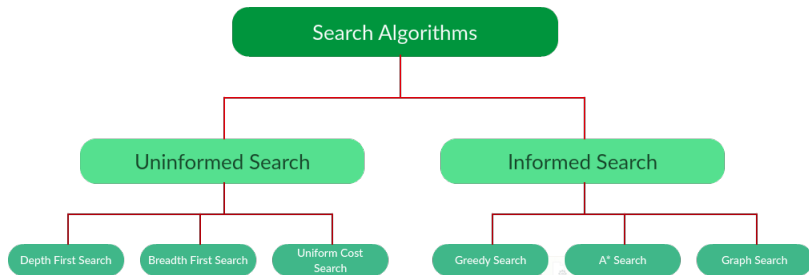 Search Algorithms
Uninformed Search
Informed Search
Depth First Search
Breadth First Search
Uniform Cost
Search
Greedy Search
A* Search
Graph Search